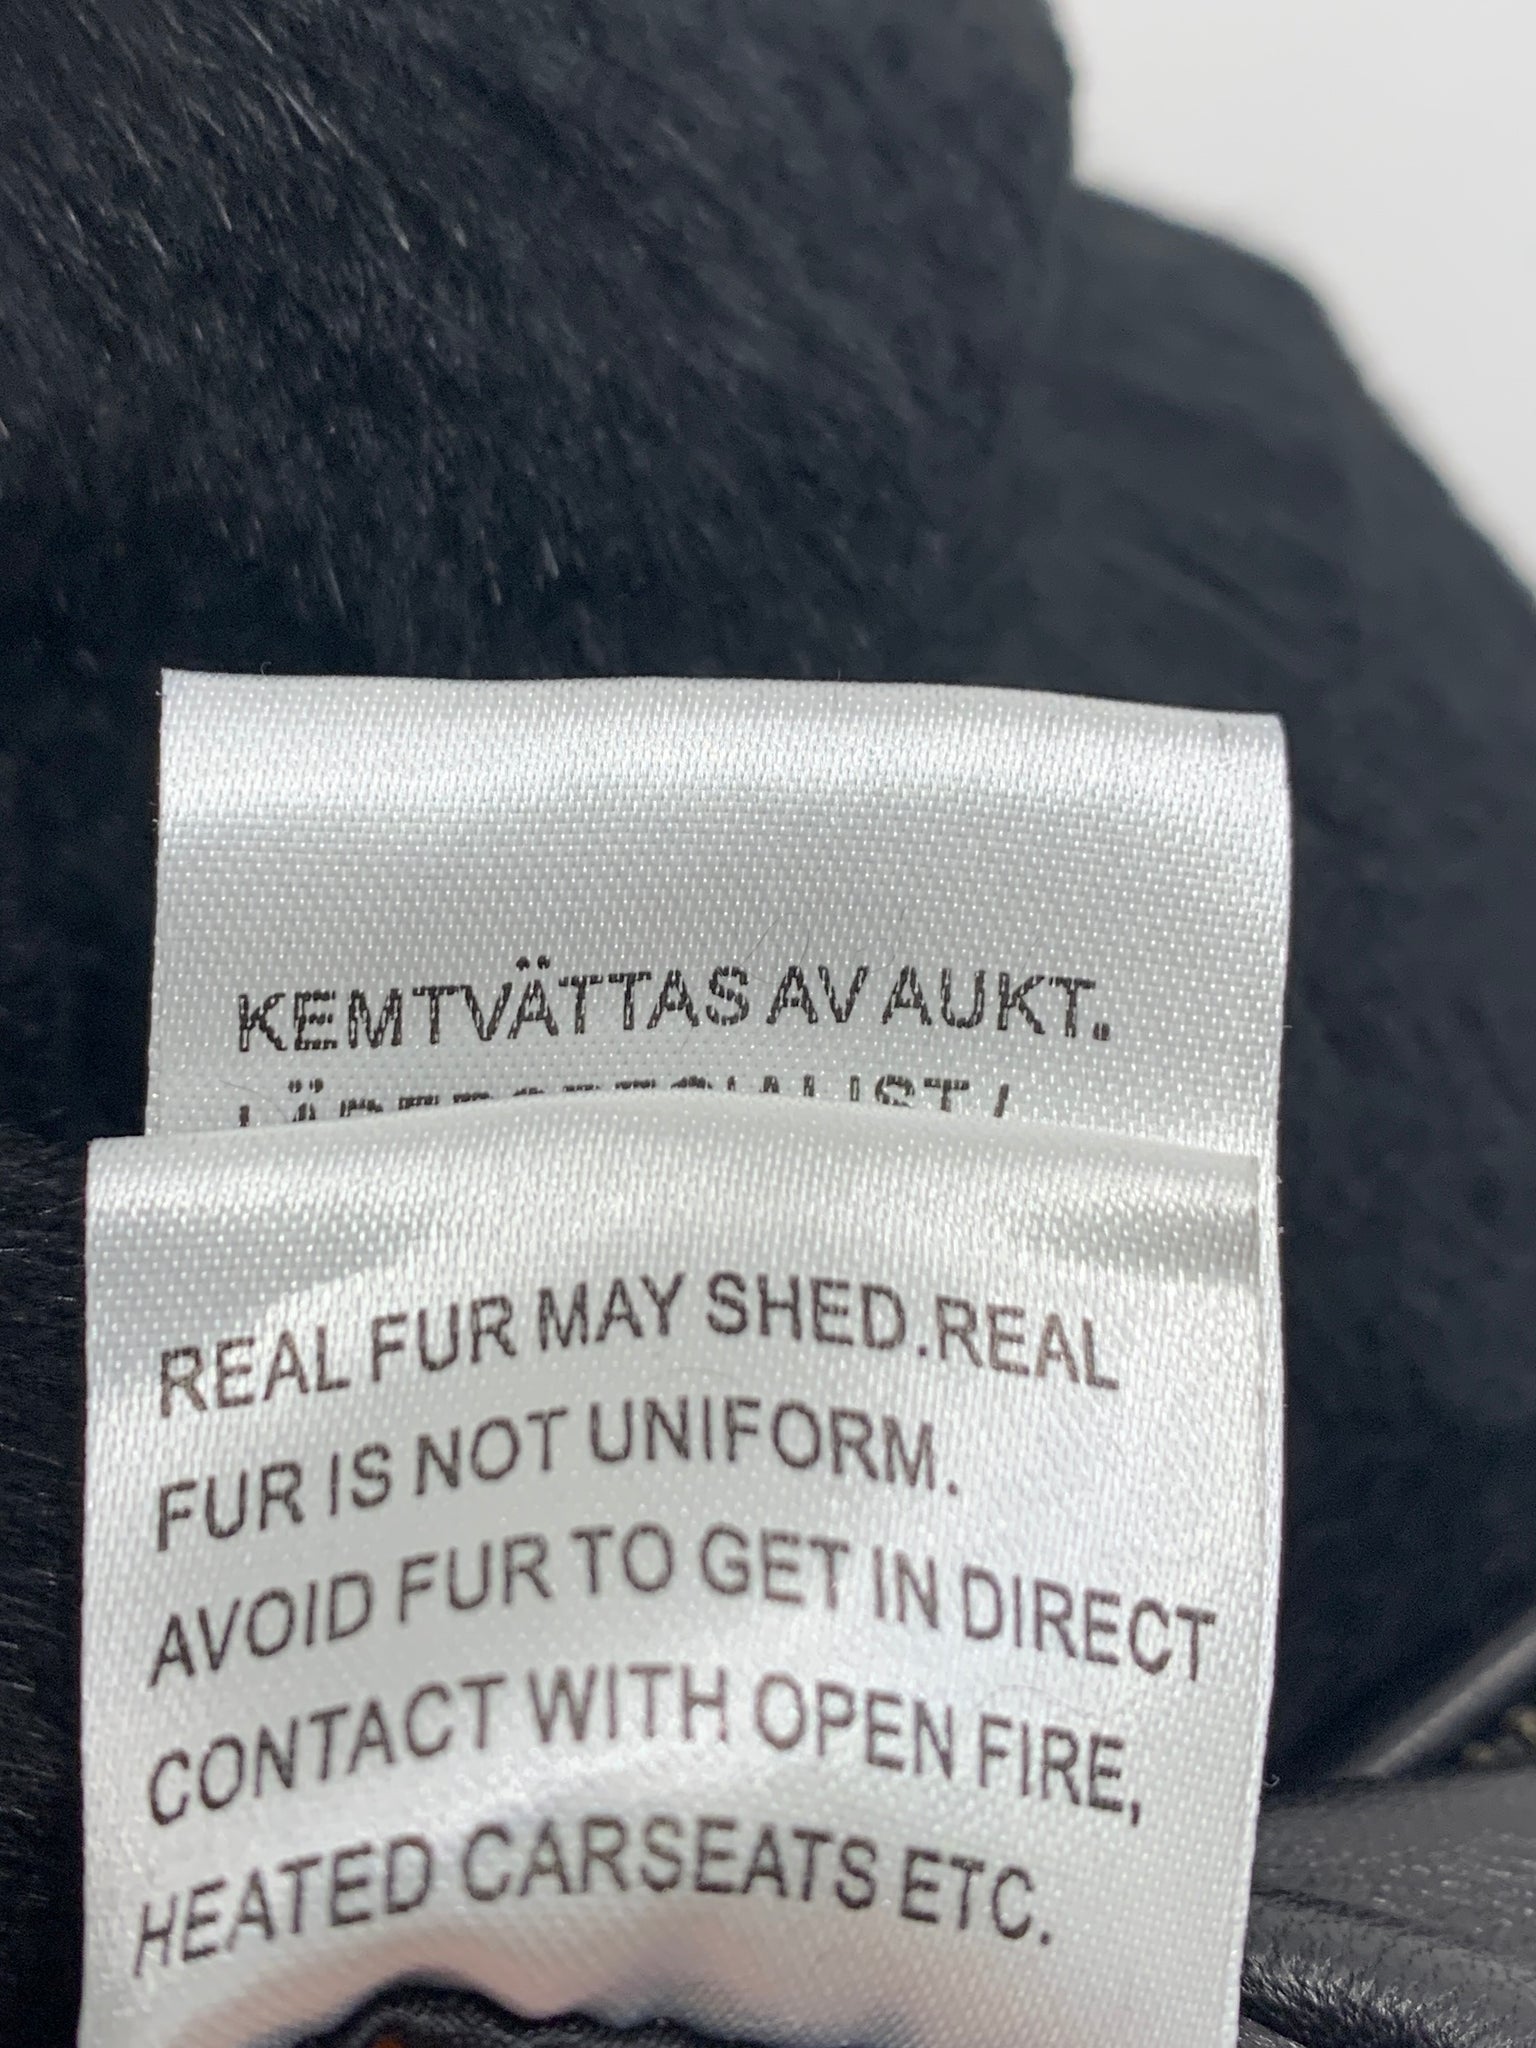 KEMTVÄTTAS AV AUKT.
REAL FUR MAY SHED.REAL
FUR IS NOT UNIFORM.
AVOID FUR TO GET IN DIRECT
CONTACT WITH OPEN FIRE,
HEATED CARSEATS ETC.